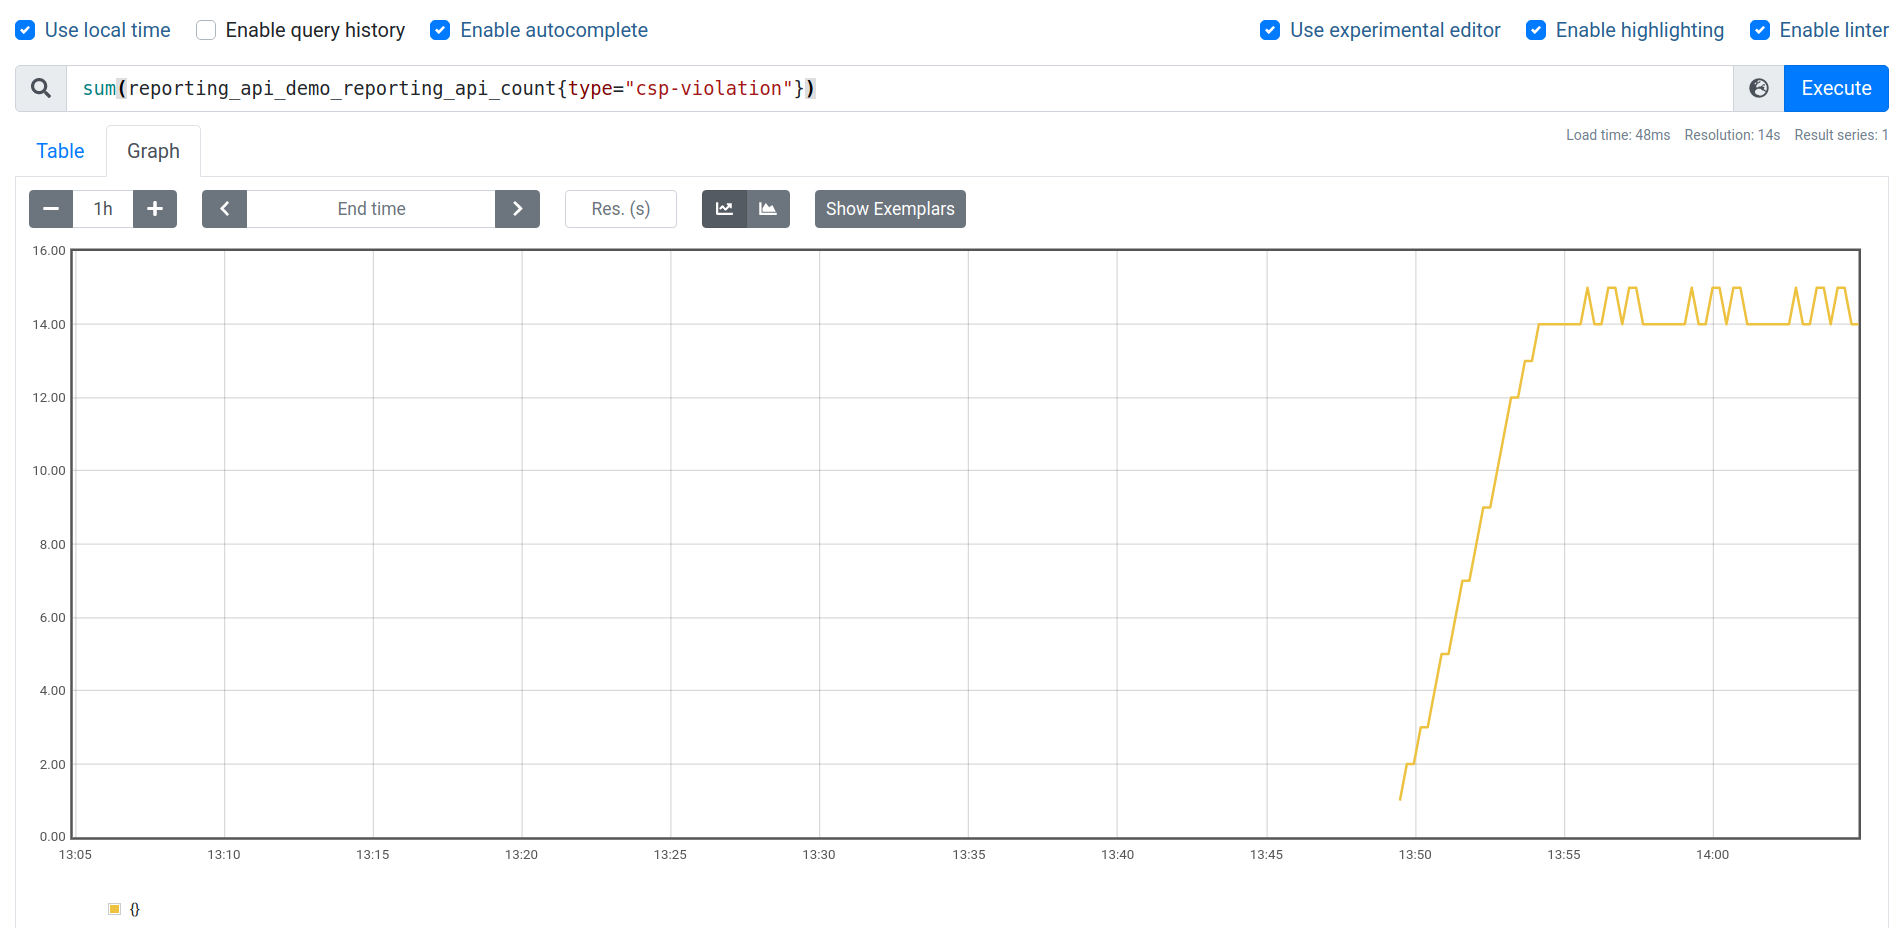 Use local time Enable query history Enable autocomplete Use experimental editor Enable highlighting Enable linter
sum(reporting_api_demo_reporting_api_count{type="csp-violation"}) Execute
Load time: 48ms Resolution: 14s Result series: 1
Table Graph
1h End time Res. (s) Show Exemplars
16.00
14.00
12.00
10.00
8.00
6.00
4.00
2.00
0.00
13:05 13:10 13:15 13:20 13:25 13:30 13:35 13:40 13:45 13:50 13:55 14:00
{}